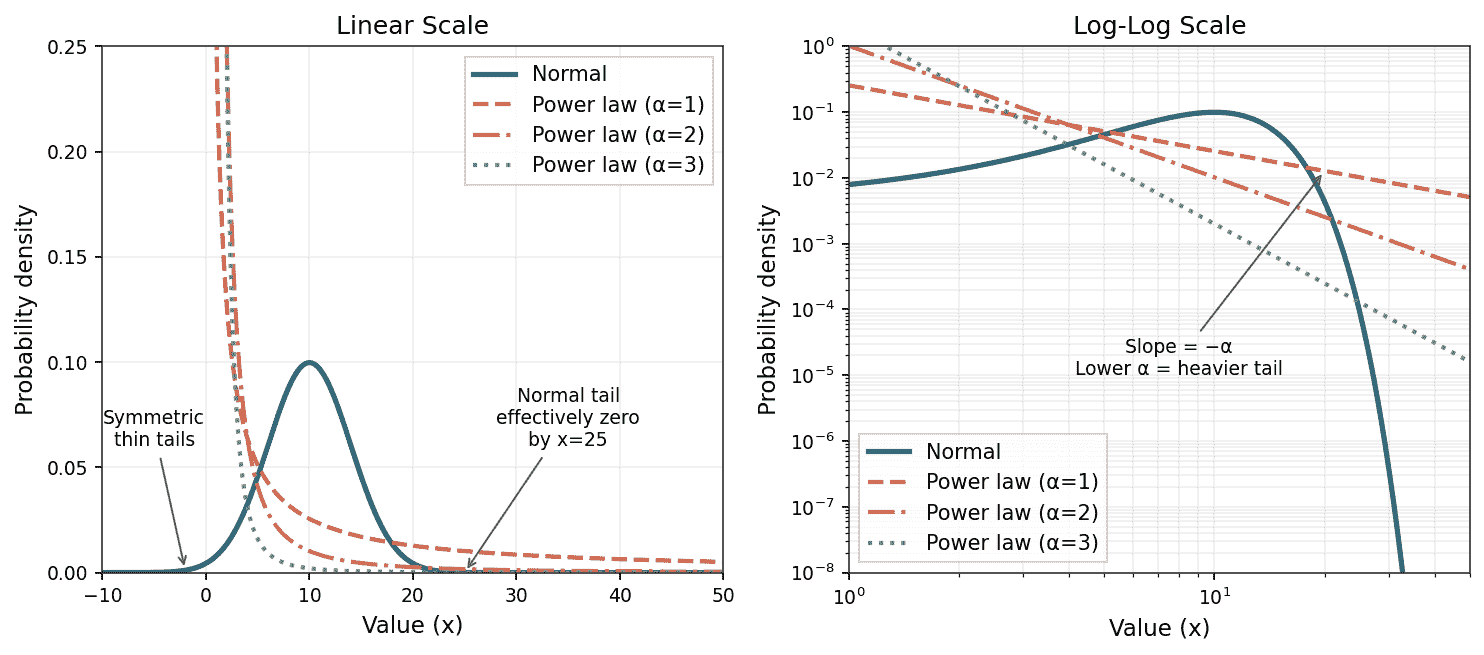 Linear Scale
Probability density
0.25
0.20
0.15
0.10
0.05
0.00
−10
0
10
20
30
40
50
Value (x)
Normal
Power law (α=1)
Power law (α=2)
Power law (α=3)
Symmetric
thin tails
Normal tail
effectively zero
by x=25
Log-Log Scale
Probability density
10⁰
10⁻¹
10⁻²
10⁻³
10⁻⁴
10⁻⁵
10⁻⁶
10⁻⁷
10⁻⁸
10⁰
10¹
Value (x)
Slope = −α
Lower α = heavier tail
Normal
Power law (α=1)
Power law (α=2)
Power law (α=3)